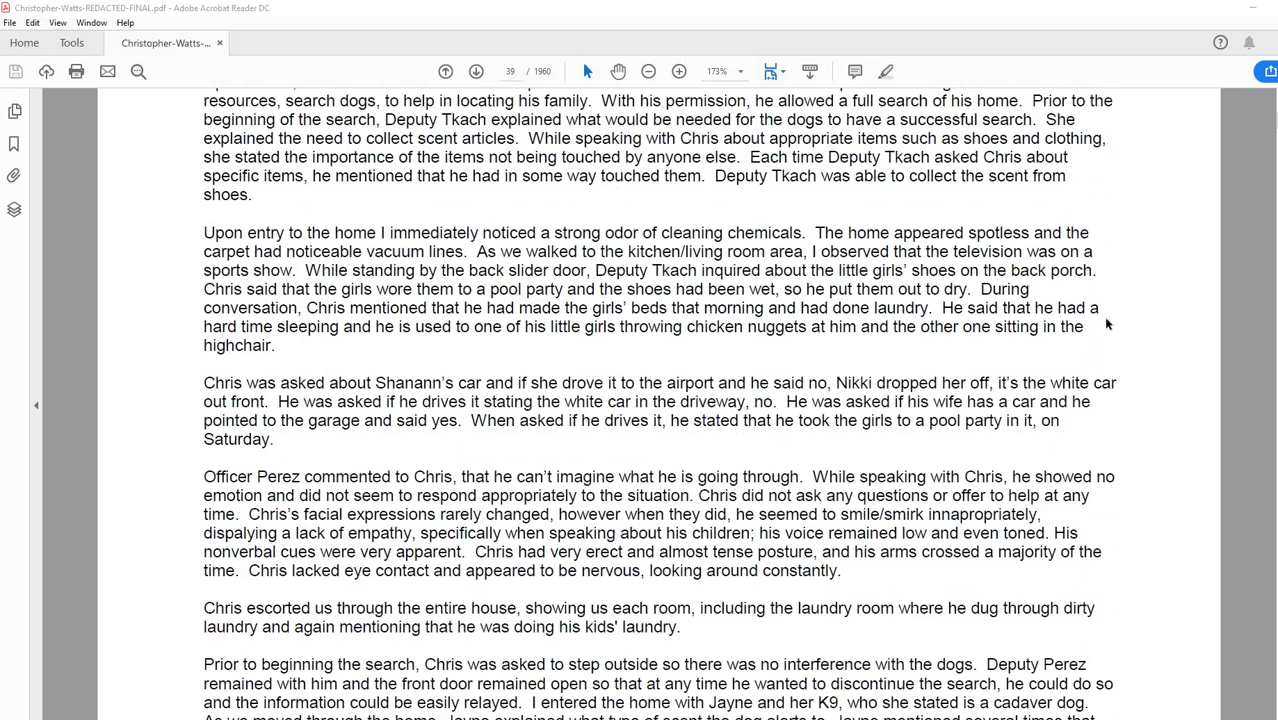 Christopher-Watts-REDACTED-FINAL.pdf - Adobe Acrobat Reader DC
File Edit View Window Help
Home Tools Christopher-Watts-... ×
39 / 1960 173%
resources, search dogs, to help in locating his family. With his permission, he allowed a full search of his home. Prior to the
beginning of the search, Deputy Tkach explained what would be needed for the dogs to have a successful search. She
explained the need to collect scent articles. While speaking with Chris about appropriate items such as shoes and clothing,
she stated the importance of the items not being touched by anyone else. Each time Deputy Tkach asked Chris about
specific items, he mentioned that he had in some way touched them. Deputy Tkach was able to collect the scent from
shoes.
Upon entry to the home I immediately noticed a strong odor of cleaning chemicals. The home appeared spotless and the
carpet had noticeable vacuum lines. As we walked to the kitchen/living room area, I observed that the television was on a
sports show. While standing by the back slider door, Deputy Tkach inquired about the little girls' shoes on the back porch.
Chris said that the girls wore them to a pool party and the shoes had been wet, so he put them out to dry. During
conversation, Chris mentioned that he had made the girls' beds that morning and had done laundry. He said that he had a
hard time sleeping and he is used to one of his little girls throwing chicken nuggets at him and the other one sitting in the
highchair.
Chris was asked about Shanann's car and if she drove it to the airport and he said no, Nikki dropped her off, it's the white car
out front. He was asked if he drives it stating the white car in the driveway, no. He was asked if his wife has a car and he
pointed to the garage and said yes. When asked if he drives it, he stated that he took the girls to a pool party in it, on
Saturday.
Officer Perez commented to Chris, that he can't imagine what he is going through. While speaking with Chris, he showed no
emotion and did not seem to respond appropriately to the situation. Chris did not ask any questions or offer to help at any
time. Chris's facial expressions rarely changed, however when they did, he seemed to smile/smirk innapropriately,
dispalying a lack of empathy, specifically when speaking about his children; his voice remained low and even toned. His
nonverbal cues were very apparent. Chris had very erect and almost tense posture, and his arms crossed a majority of the
time. Chris lacked eye contact and appeared to be nervous, looking around constantly.
Chris escorted us through the entire house, showing us each room, including the laundry room where he dug through dirty
laundry and again mentioning that he was doing his kids' laundry.
Prior to beginning the search, Chris was asked to step outside so there was no interference with the dogs. Deputy Perez
remained with him and the front door remained open so that at any time he wanted to discontinue the search, he could do so
and the information could be easily relayed. I entered the home with Jayne and her K9, who she stated is a cadaver dog.
As we moved through the home, Jayne explained what type of scent the dog alerts to. Jayne mentioned several times that